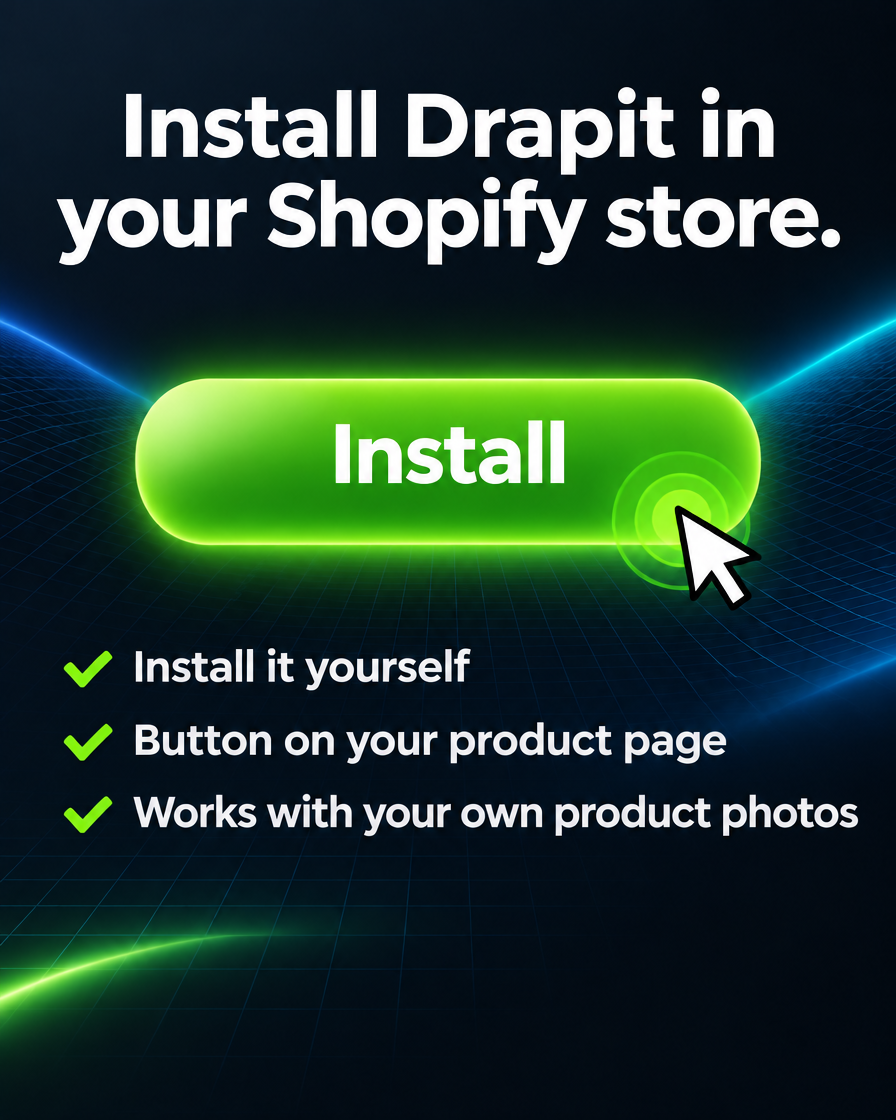 Install Drapit in
your Shopify store.
Install
Install it yourself
Button on your product page
Works with your own product photos